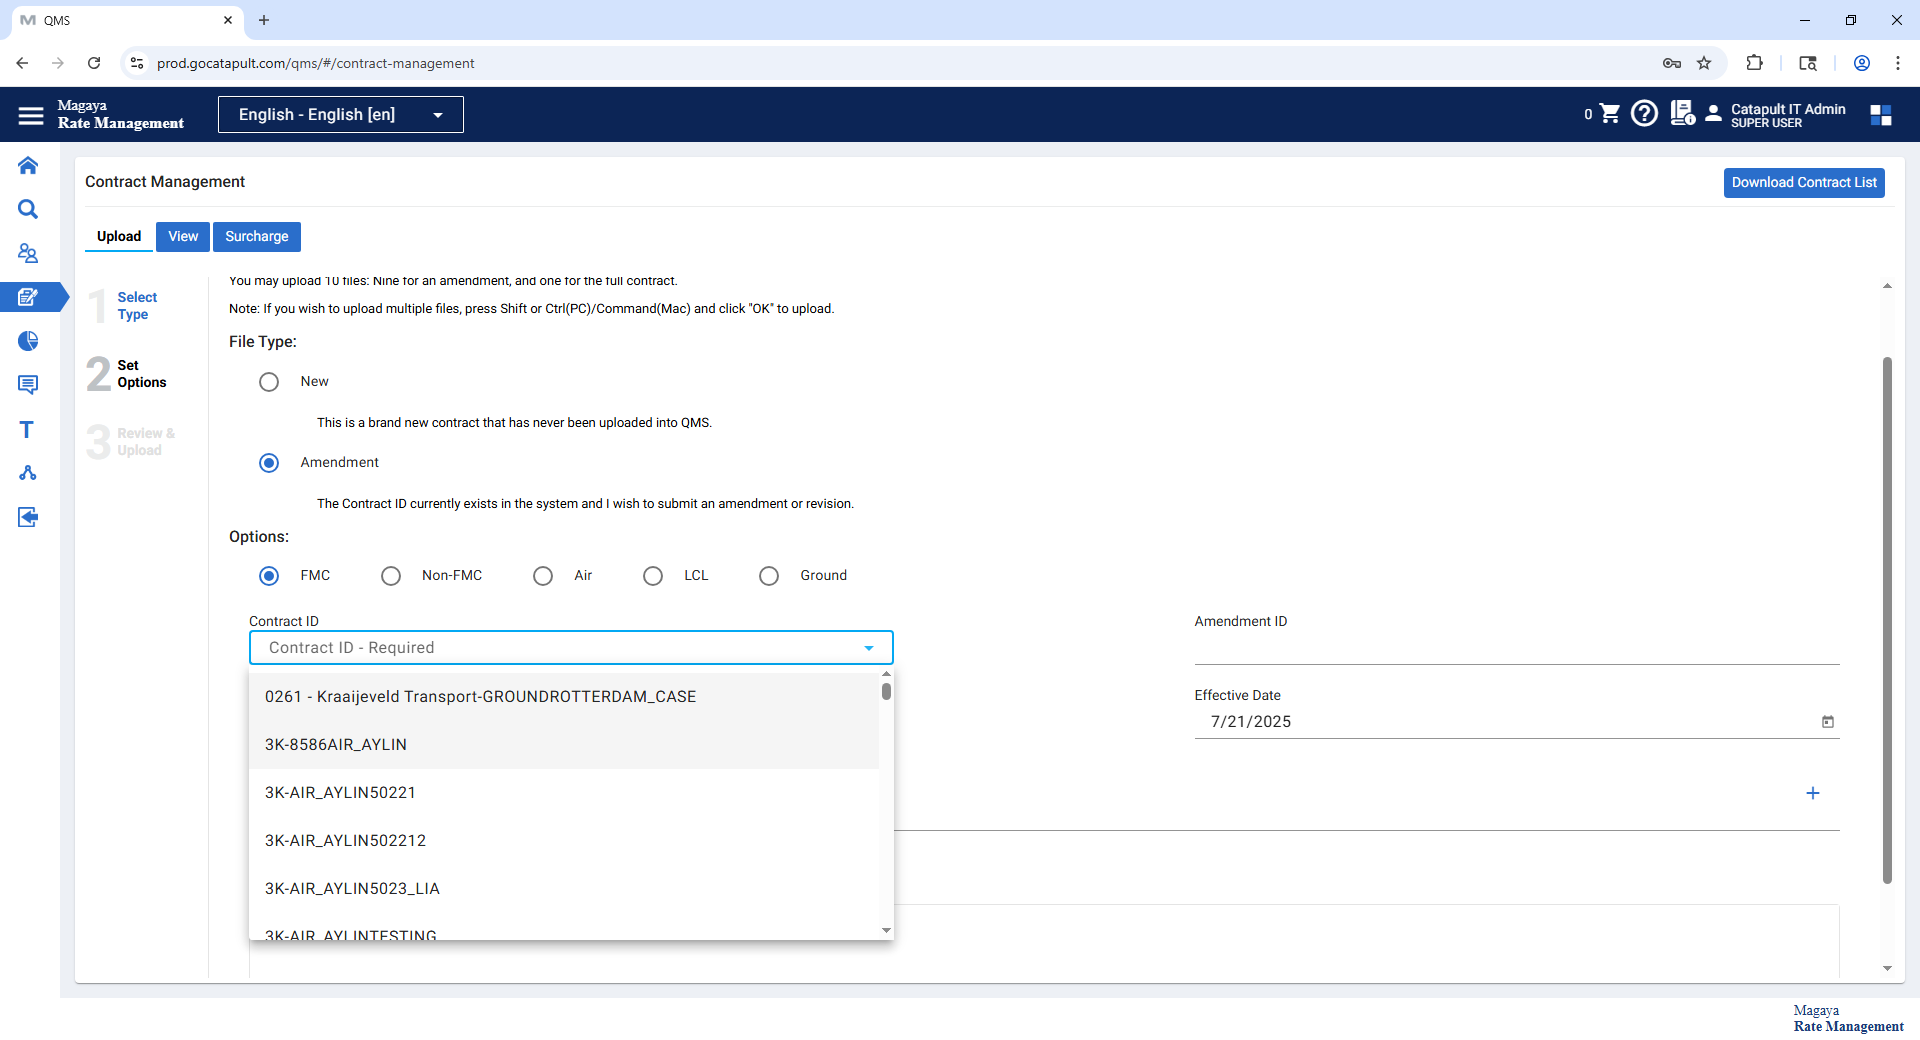 QMS
prod.gocatapult.com/qms/#/contract-management
Magaya
Rate Management
English - English [en]
0
Catapult IT Admin
SUPER USER
Contract Management
Download Contract List
Upload
View
Surcharge
1
Select
Type
2
Set
Options
3
Review &
Upload
You may upload 10 files: Nine for an amendment, and one for the full contract.
Note: If you wish to upload multiple files, press Shift or Ctrl(PC)/Command(Mac) and click "OK" to upload.
File Type:
New
This is a brand new contract that has never been uploaded into QMS.
Amendment
The Contract ID currently exists in the system and I wish to submit an amendment or revision.
Options:
FMC
Non-FMC
Air
LCL
Ground
Contract ID
Contract ID - Required
Amendment ID
0261 - Kraaijeveld Transport-GROUNDROTTERDAM_CASE
3K-8586AIR_AYLIN
3K-AIR_AYLIN50221
3K-AIR_AYLIN502212
3K-AIR_AYLIN5023_LIA
3K-AIR_AYLINTESTING
Effective Date
7/21/2025
T
Magaya
Rate Management